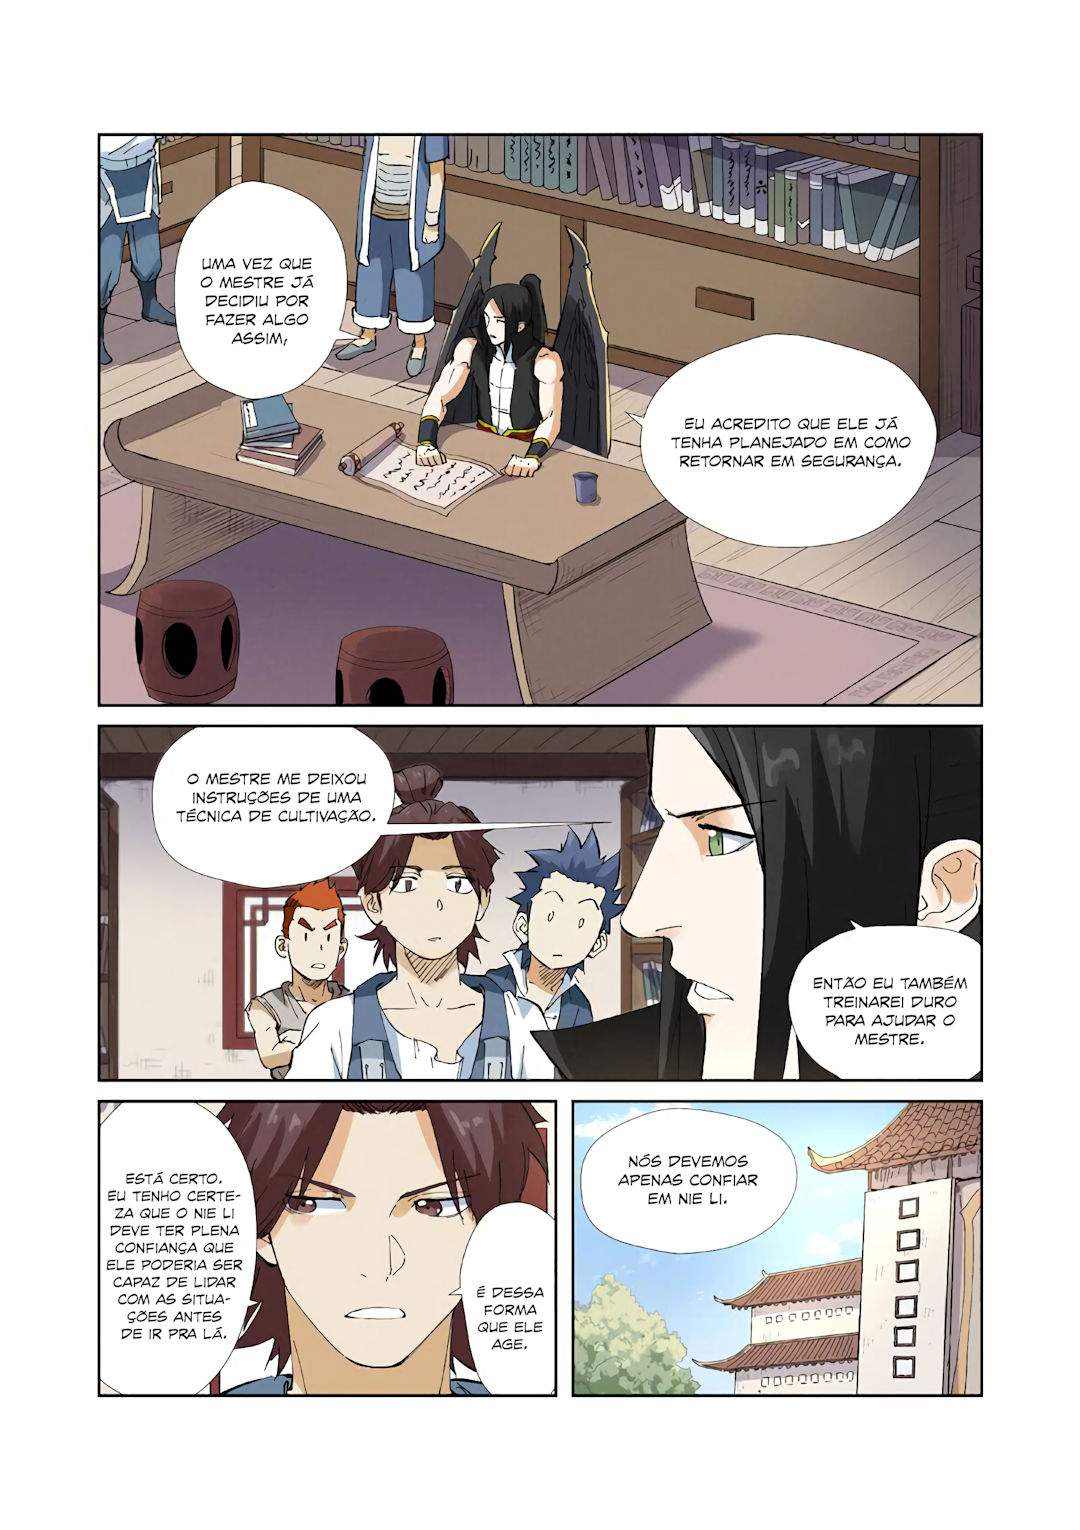 UMA VEZ QUE
O MESTRE JÁ
DECIDIU POR
FAZER ALGO
ASSIM,
EU ACREDITO QUE ELE JÁ
TENHA PLANEJADO EM COMO
RETORNAR EM SEGURANÇA.
O MESTRE ME DEIXOU
INSTRUÇÕES DE UMA
TÉCNICA DE CULTIVAÇÃO.
ENTÃO EU TAMBÉM
TREINAREI DURO
PARA AJUDAR O
MESTRE.
ESTÁ CERTO.
EU TENHO CERTE-
ZA QUE O NIE LI
DEVE TER PLENA
CONFIANÇA QUE
ELE PODERIA SER
CAPAZ DE LIDAR
COM AS SITUA-
ÇÕES ANTES
DE IR PRA LÁ.
É DESSA
FORMA
QUE ELE
AGE.
NÓS DEVEMOS
APENAS CONFIAR
EM NIE LI.